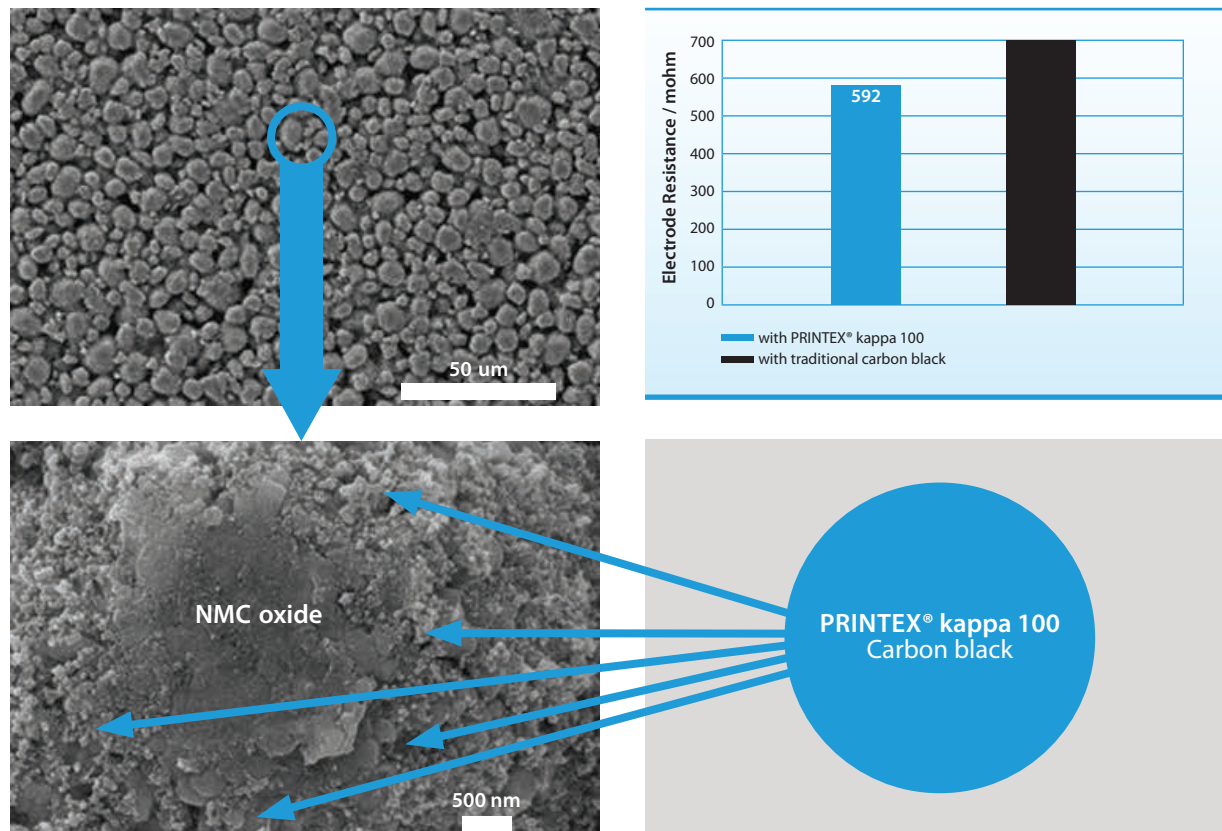 50 um
Electrode Resistance / mohm
700
600
500
400
300
200
100
0
592
with PRINTEX® kappa 100
with traditional carbon black
NMC oxide
500 nm
PRINTEX® kappa 100
Carbon black